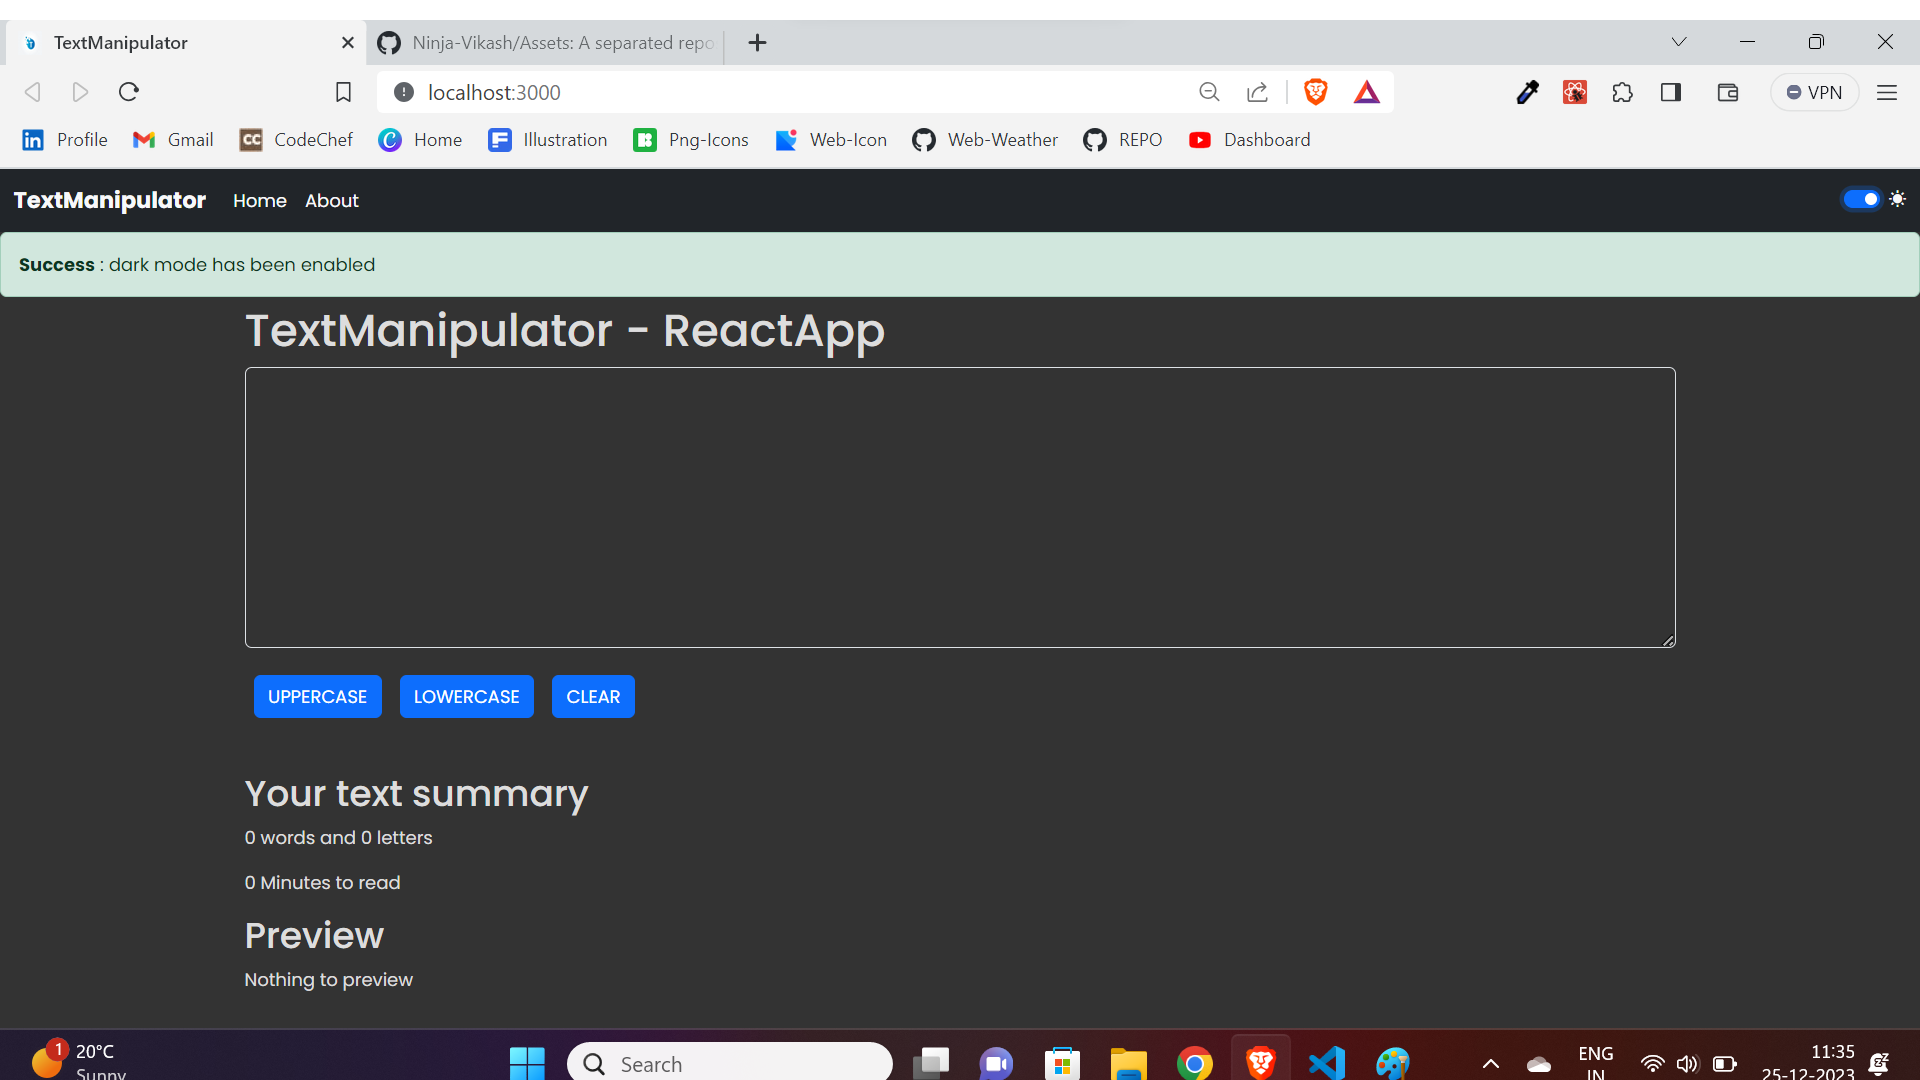 TextManipulator
Ninja-Vikash/Assets: A separated repo
localhost:3000
VPN
Profile
Gmail
CC
CodeChef
Home
Illustration
Png-Icons
Web-Icon
Web-Weather
REPO
Dashboard
TextManipulator
Home
About
Success : dark mode has been enabled
TextManipulator - ReactApp
UPPERCASE
LOWERCASE
CLEAR
Your text summary
0 words and 0 letters
0 Minutes to read
Preview
Nothing to preview
1
20°C
Sunny
Search
ENG
IN
11:35
25-12-2023